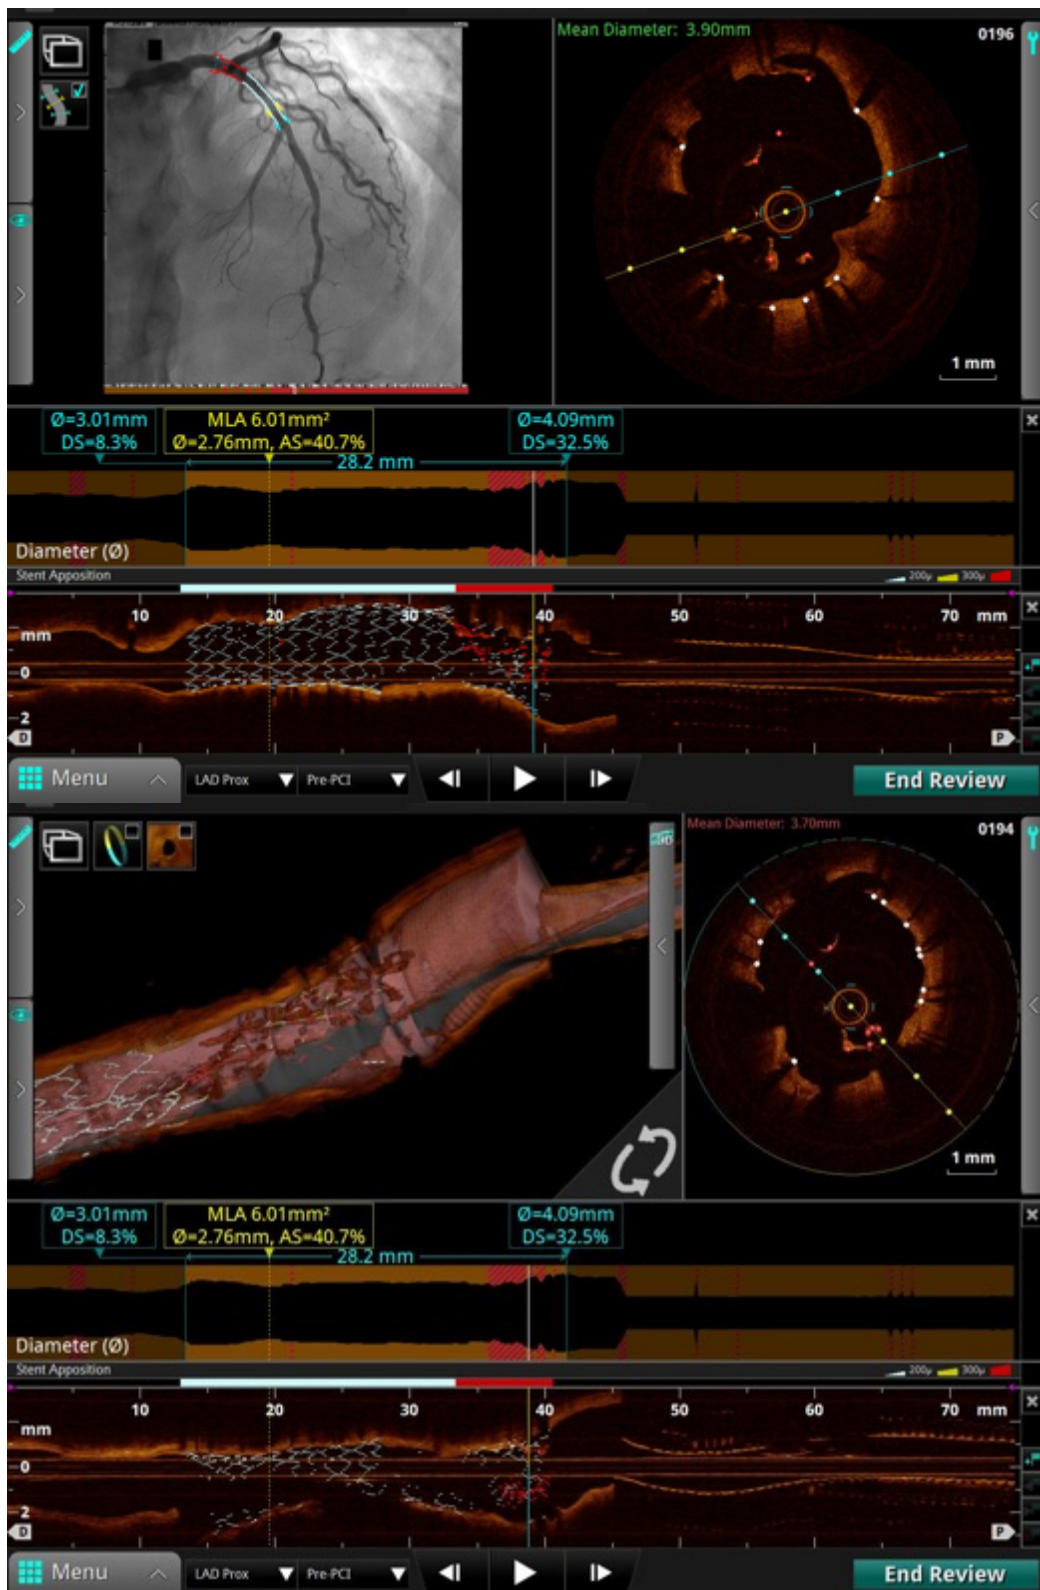 Mean Diameter: 3.90mm
0196
1 mm
Ø=3.01mm
DS=8.3%
MLA 6.01mm²
Ø=2.76mm, AS=40.7%
Ø=4.09mm
DS=32.5%
28.2 mm
Diameter (Ø)
Stent Apposition
200µ 300µ
10 20 30 40 50 60 70 mm
mm
0
2
D
P
Menu
LAD Prox
Pre-PCI
End Review
3D
Mean Diameter: 3.70mm
0194
1 mm
Ø=3.01mm
DS=8.3%
MLA 6.01mm²
Ø=2.76mm, AS=40.7%
Ø=4.09mm
DS=32.5%
28.2 mm
Diameter (Ø)
Stent Apposition
200µ 300µ
10 20 30 40 50 60 70 mm
mm
0
2
D
P
Menu
LAD Prox
Pre-PCI
End Review